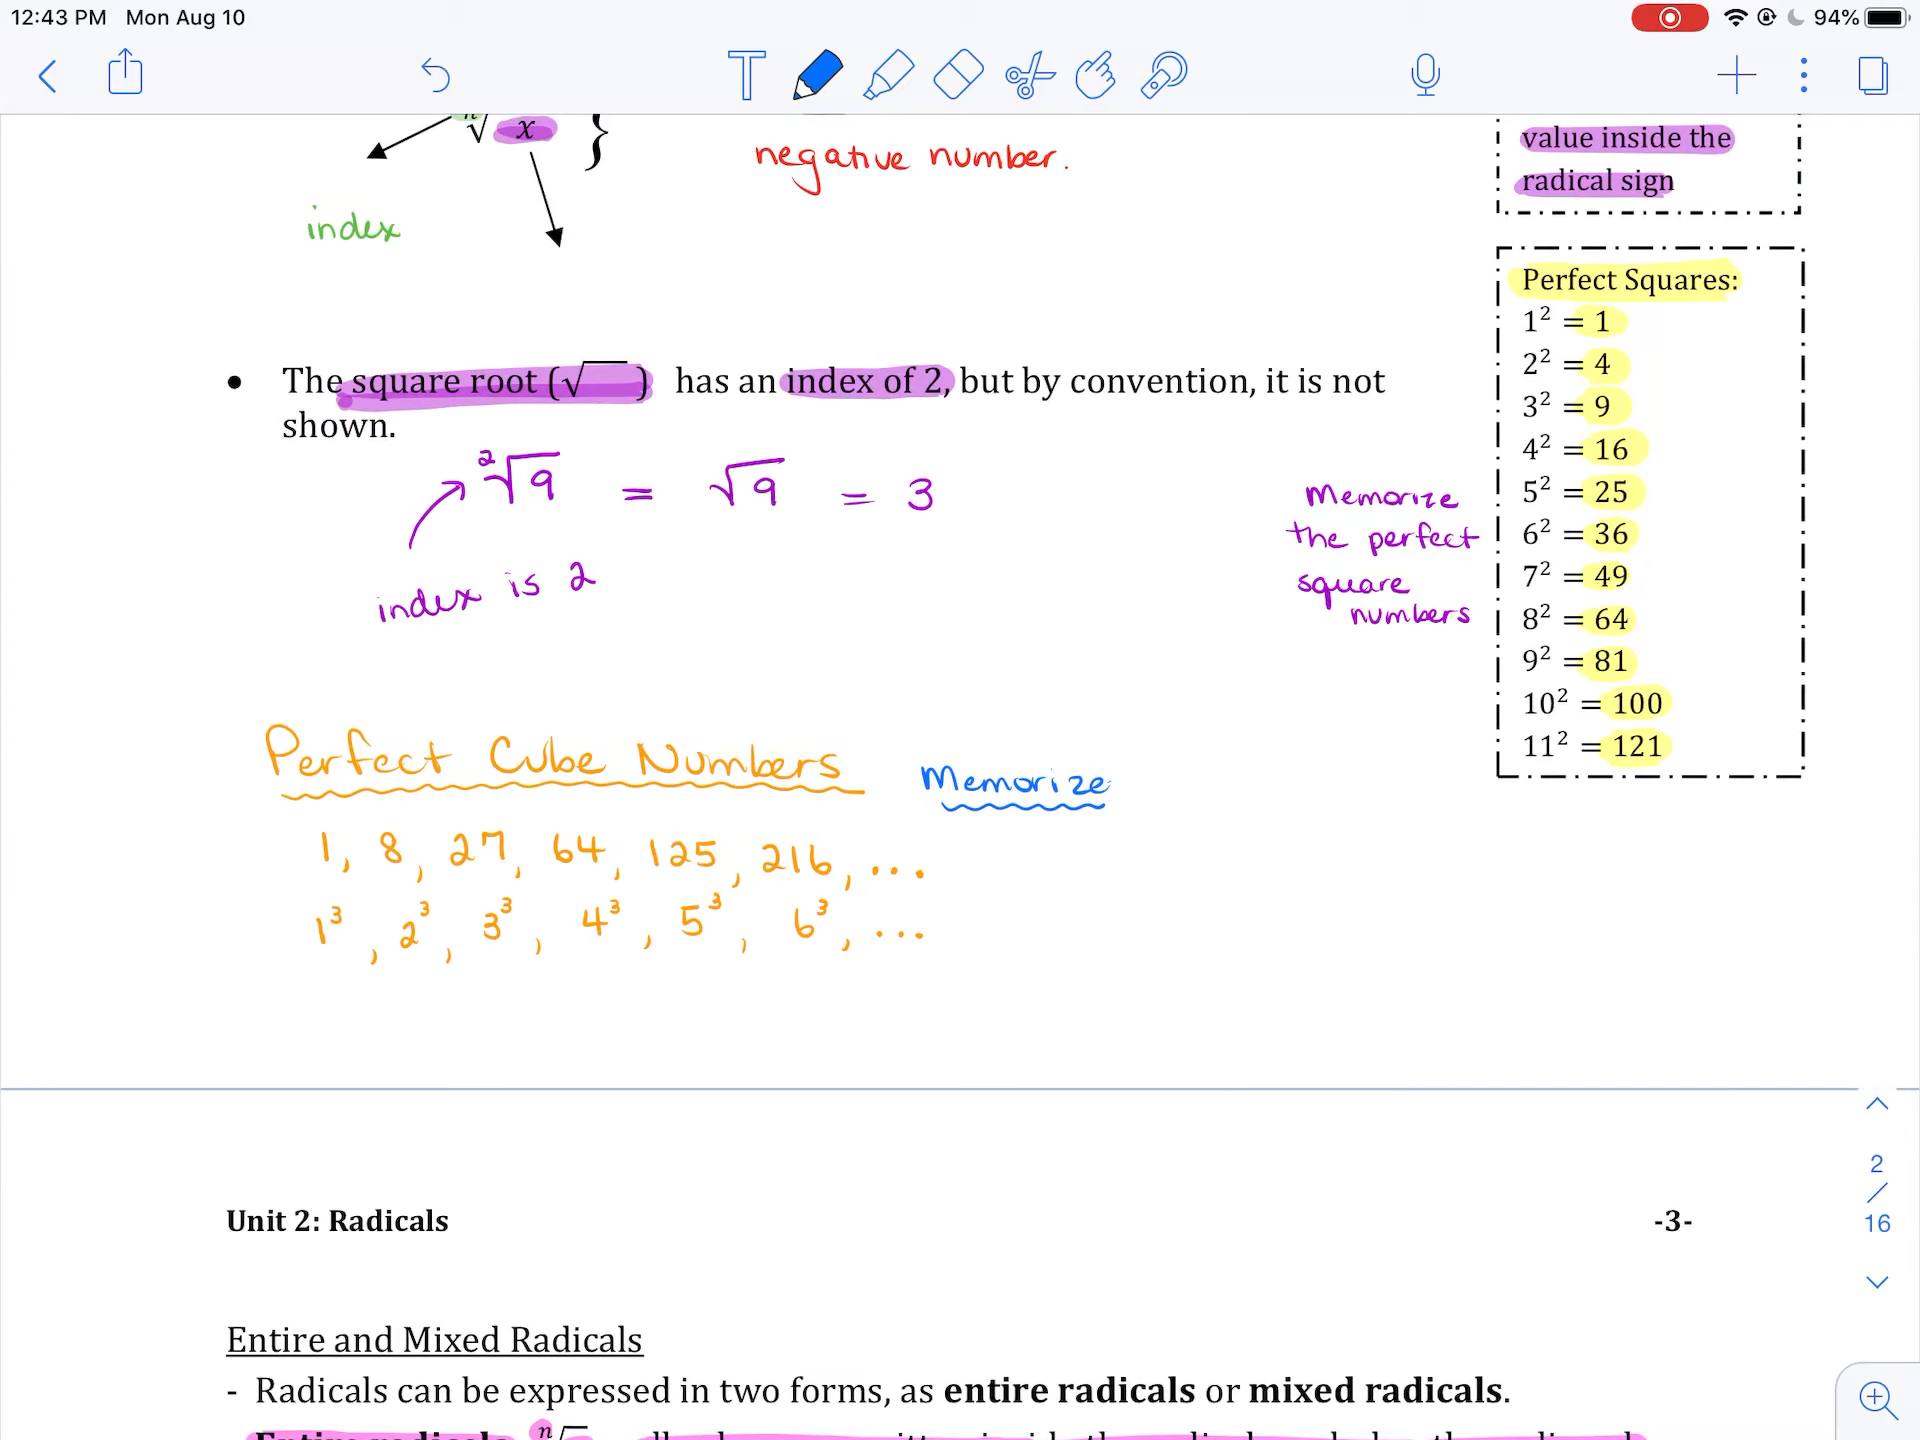 12:43 PM Mon Aug 10
94%
T
√x }
negative number.
index
value inside the
radical sign
• The square root (√ ) has an index of 2, but by convention, it is not
shown.
²√9 = √9 = 3
index is 2
Memorize
the perfect
square
numbers
Perfect Squares:
1² = 1
2² = 4
3² = 9
4² = 16
5² = 25
6² = 36
7² = 49
8² = 64
9² = 81
10² = 100
11² = 121
Perfect Cube Numbers
Memorize
1, 8, 27, 64, 125, 216, ...
1³, 2³, 3³, 4³, 5³, 6³, ...
2
/
16
Unit 2: Radicals
-3-
Entire and Mixed Radicals
- Radicals can be expressed in two forms, as entire radicals or mixed radicals.